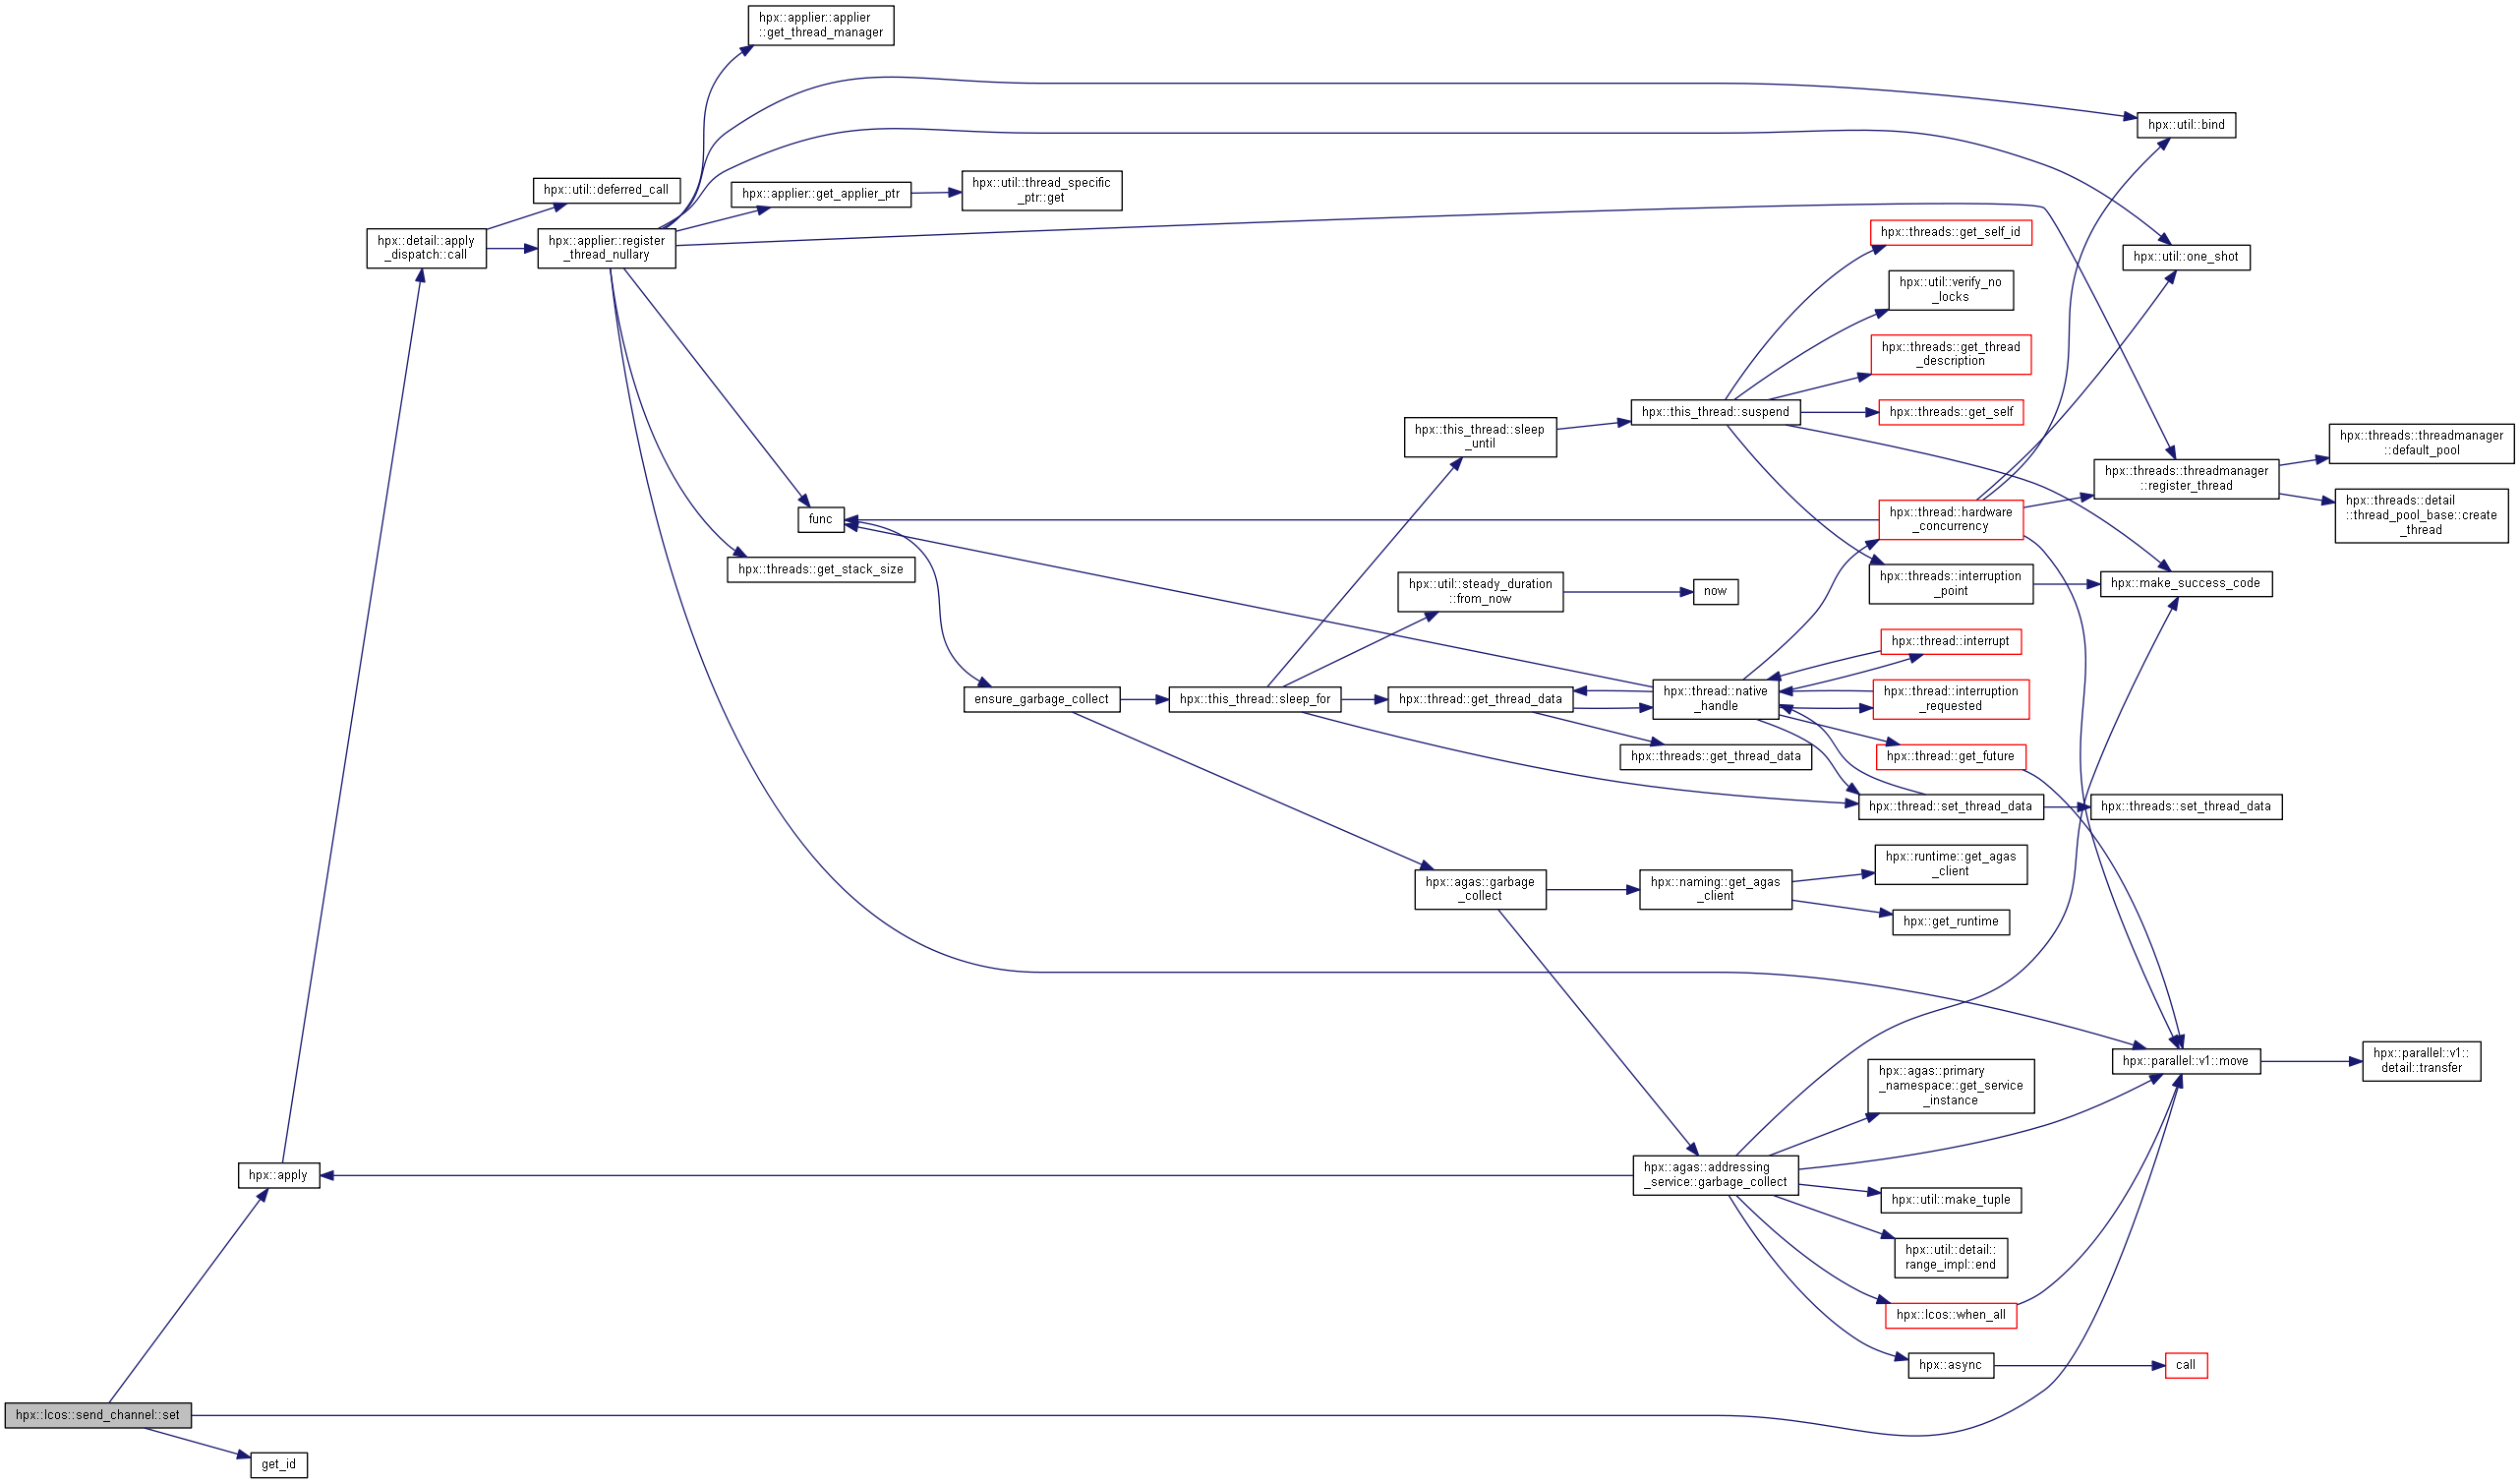 hpx::applier::applier
::get_thread_manager
hpx::util::bind
hpx::util::deferred_call
hpx::applier::get_applier_ptr
hpx::util::thread_specific
_ptr::get
hpx::detail::apply
_dispatch::call
hpx::applier::register
_thread_nullary
hpx::threads::get_self_id
hpx::util::one_shot
hpx::util::verify_no
_locks
hpx::threads::get_thread
_description
hpx::this_thread::suspend
hpx::threads::get_self
hpx::this_thread::sleep
_until
hpx::threads::threadmanager
::default_pool
hpx::threads::threadmanager
::register_thread
hpx::threads::detail
::thread_pool_base::create
_thread
func
hpx::thread::hardware
_concurrency
hpx::threads::get_stack_size
hpx::util::steady_duration
::from_now
now
hpx::threads::interruption
_point
hpx::make_success_code
hpx::thread::interrupt
ensure_garbage_collect
hpx::this_thread::sleep_for
hpx::thread::get_thread_data
hpx::thread::native
_handle
hpx::thread::interruption
_requested
hpx::threads::get_thread_data
hpx::thread::get_future
hpx::thread::set_thread_data
hpx::threads::set_thread_data
hpx::runtime::get_agas
_client
hpx::agas::garbage
_collect
hpx::naming::get_agas
_client
hpx::get_runtime
hpx::parallel::v1::move
hpx::parallel::v1::
detail::transfer
hpx::agas::primary
_namespace::get_service
_instance
hpx::apply
hpx::agas::addressing
_service::garbage_collect
hpx::util::make_tuple
hpx::util::detail::
range_impl::end
hpx::lcos::when_all
hpx::async
call
hpx::lcos::send_channel::set
get_id